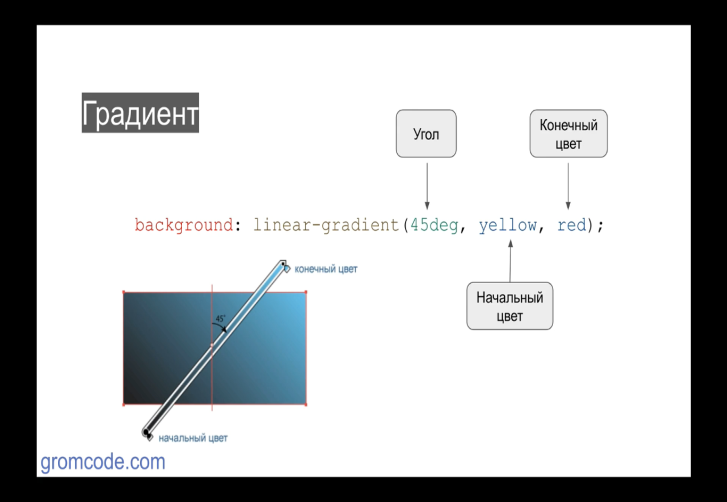 Градиент
Угол
Конечный
цвет
background: linear-gradient(45deg, yellow, red);
конечный цвет
45°
Начальный
цвет
начальный цвет
gromcode.com